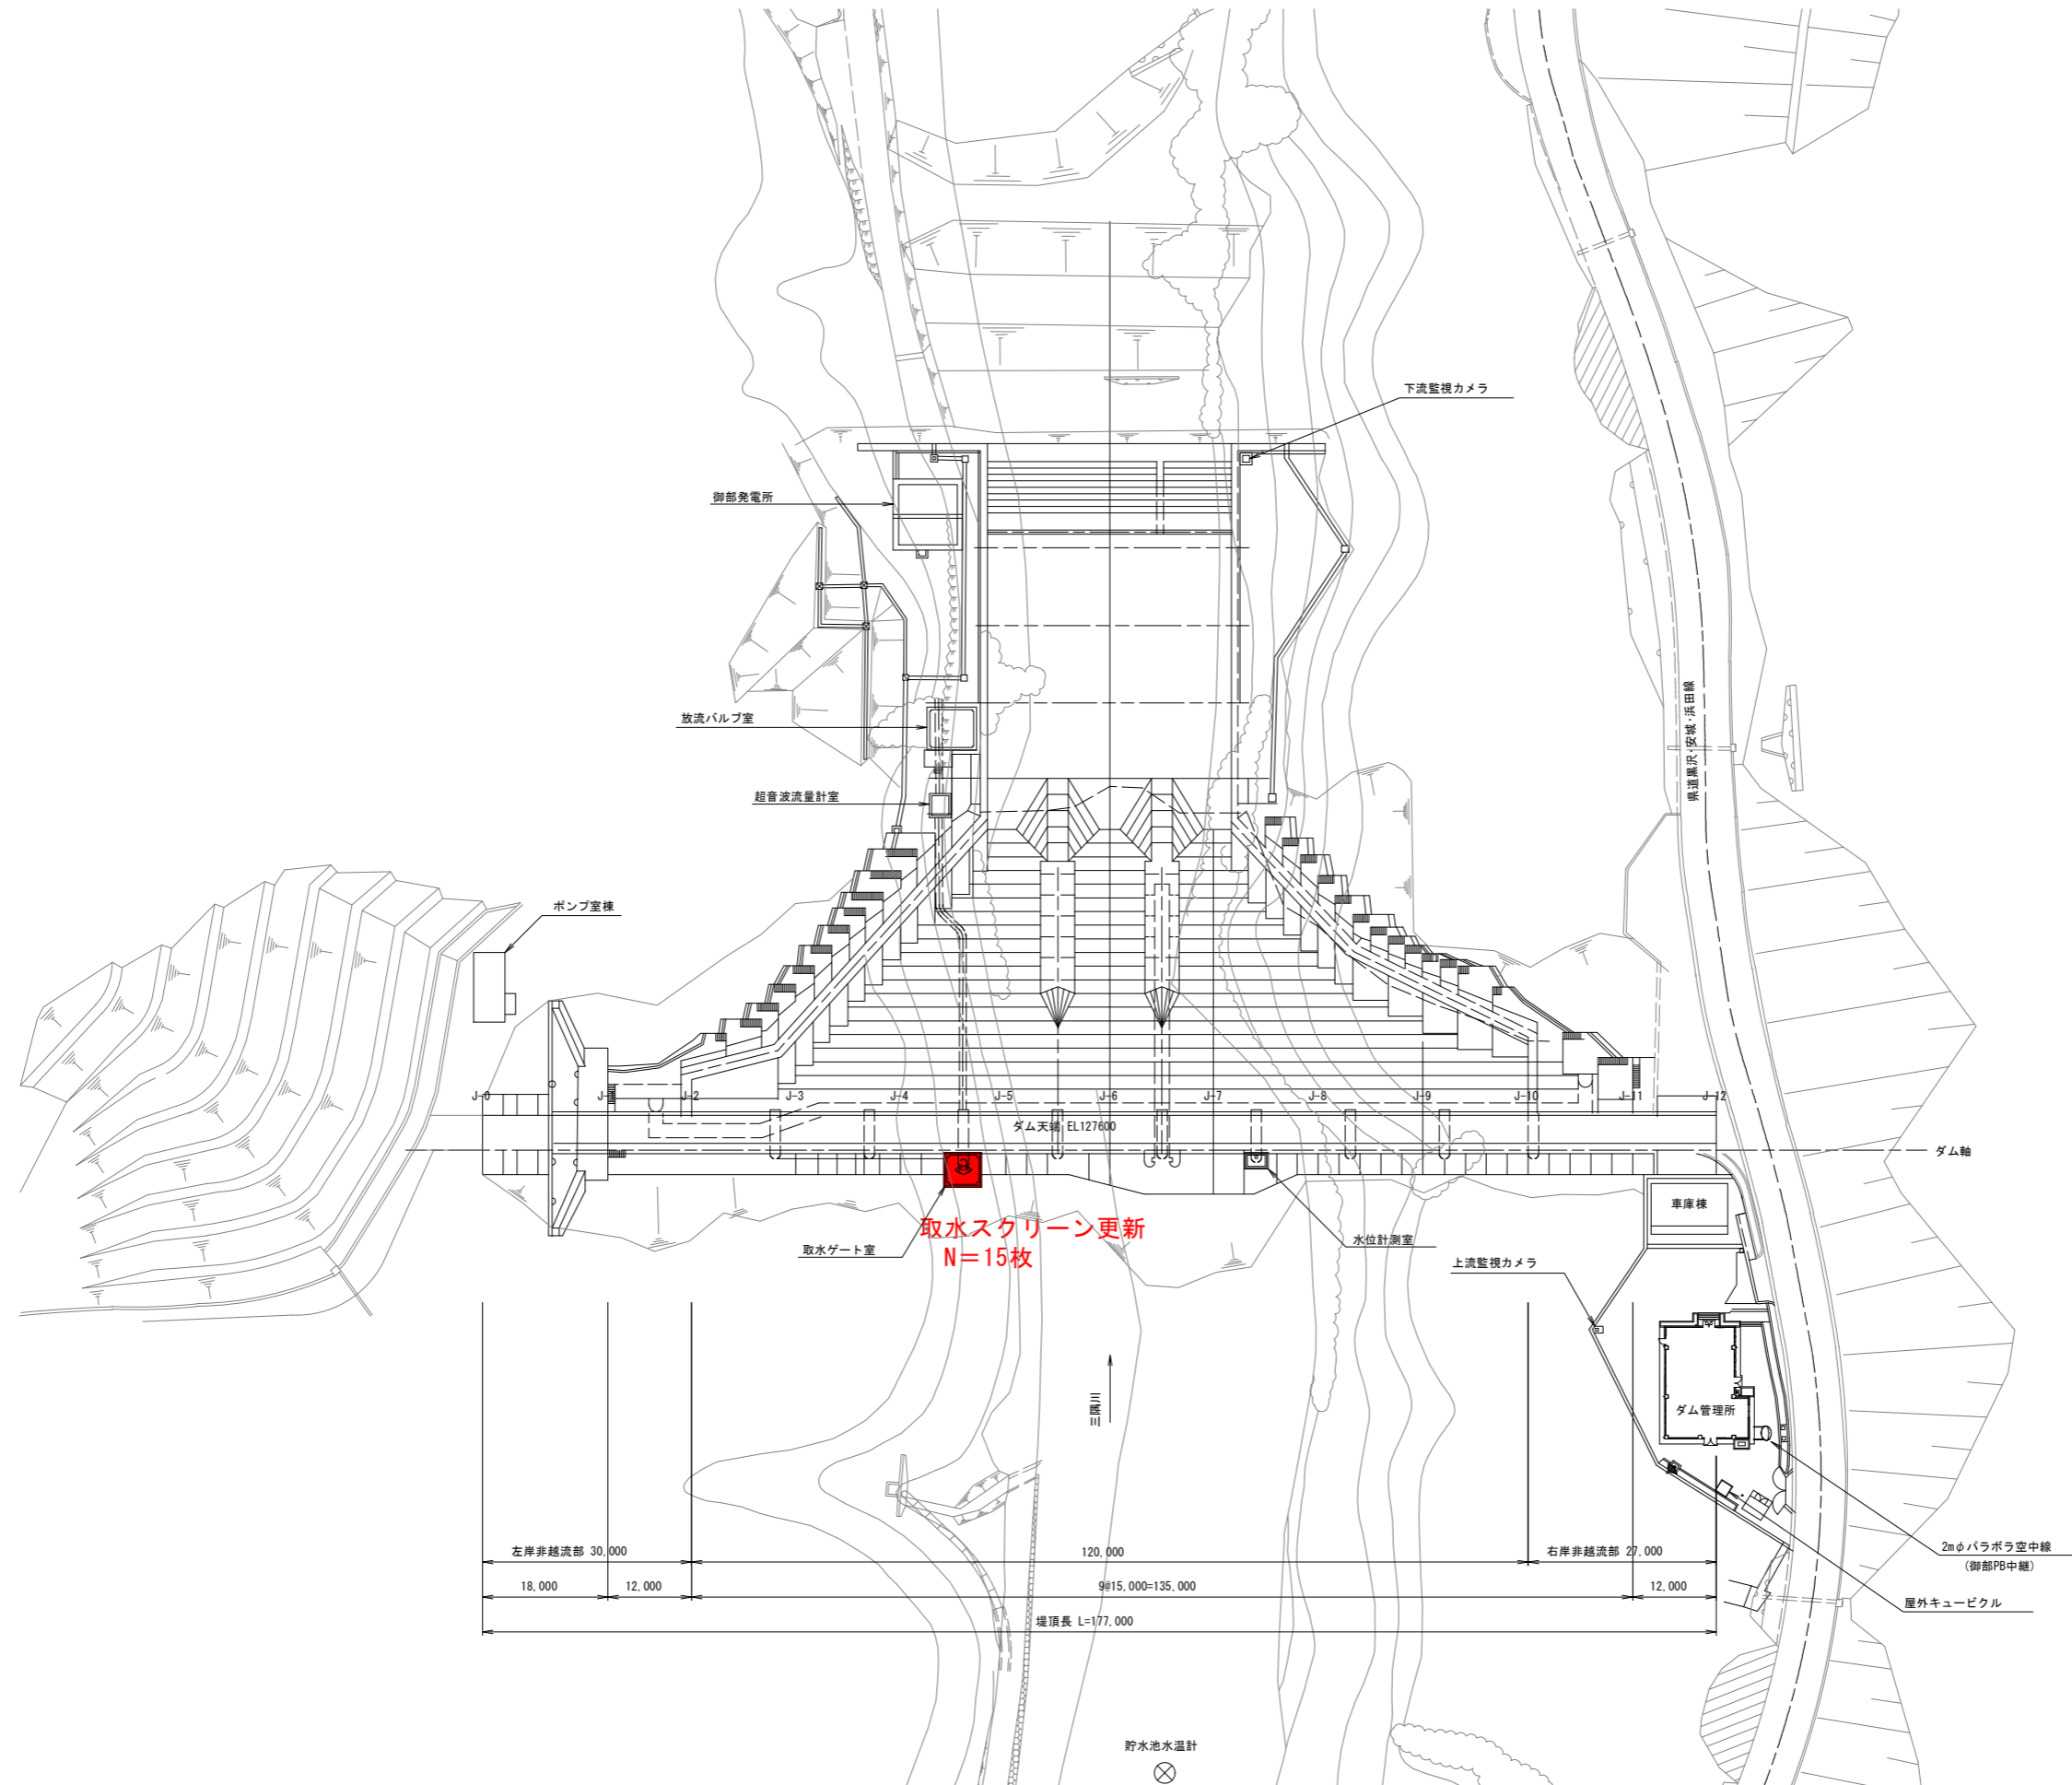 下流監視カメラ
御部発電所
県道黒沢・安城・浜田線
放流バルブ室
超音波流量計室
ポンプ室棟
J-0
J-2
J-3
J-4
J-5
J-6
J-7
J-8
J-9
J-10
J-11
J-12
ダム天端 EL127600
ダム軸
車庫棟
取水スクリーン更新
N=15枚
取水ゲート室
水位計測室
上流監視カメラ
三隅川
ダム管理所
左岸非越流部 30,000
120,000
右岸非越流部 27,000
2mφパラボラ空中線
(御部PB中継)
18,000
12,000
9@15,000=135,000
12,000
屋外キュービクル
堤頂長 L=177,000
貯水池水温計